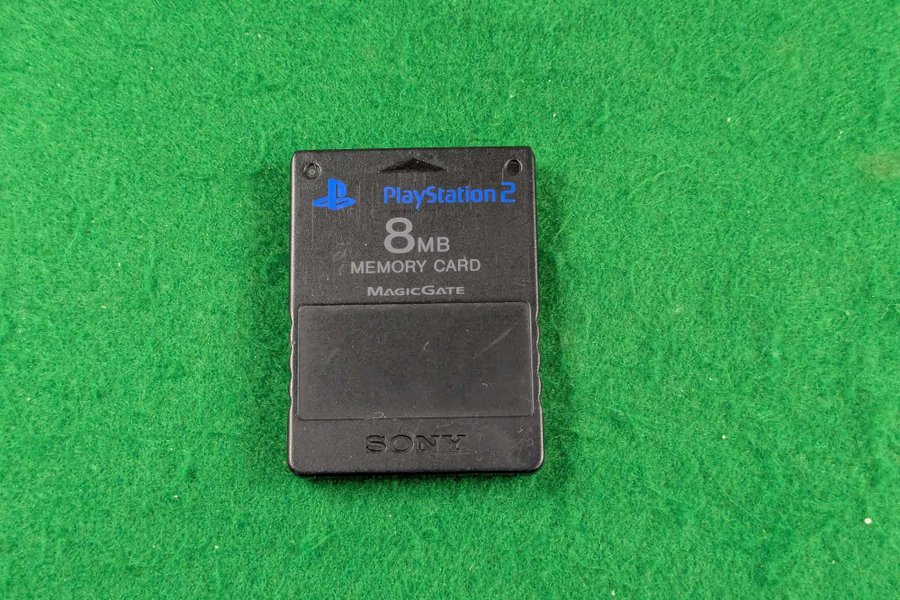 PlayStation 2
8MB
MEMORY CARD
MAGICGATE
SONY